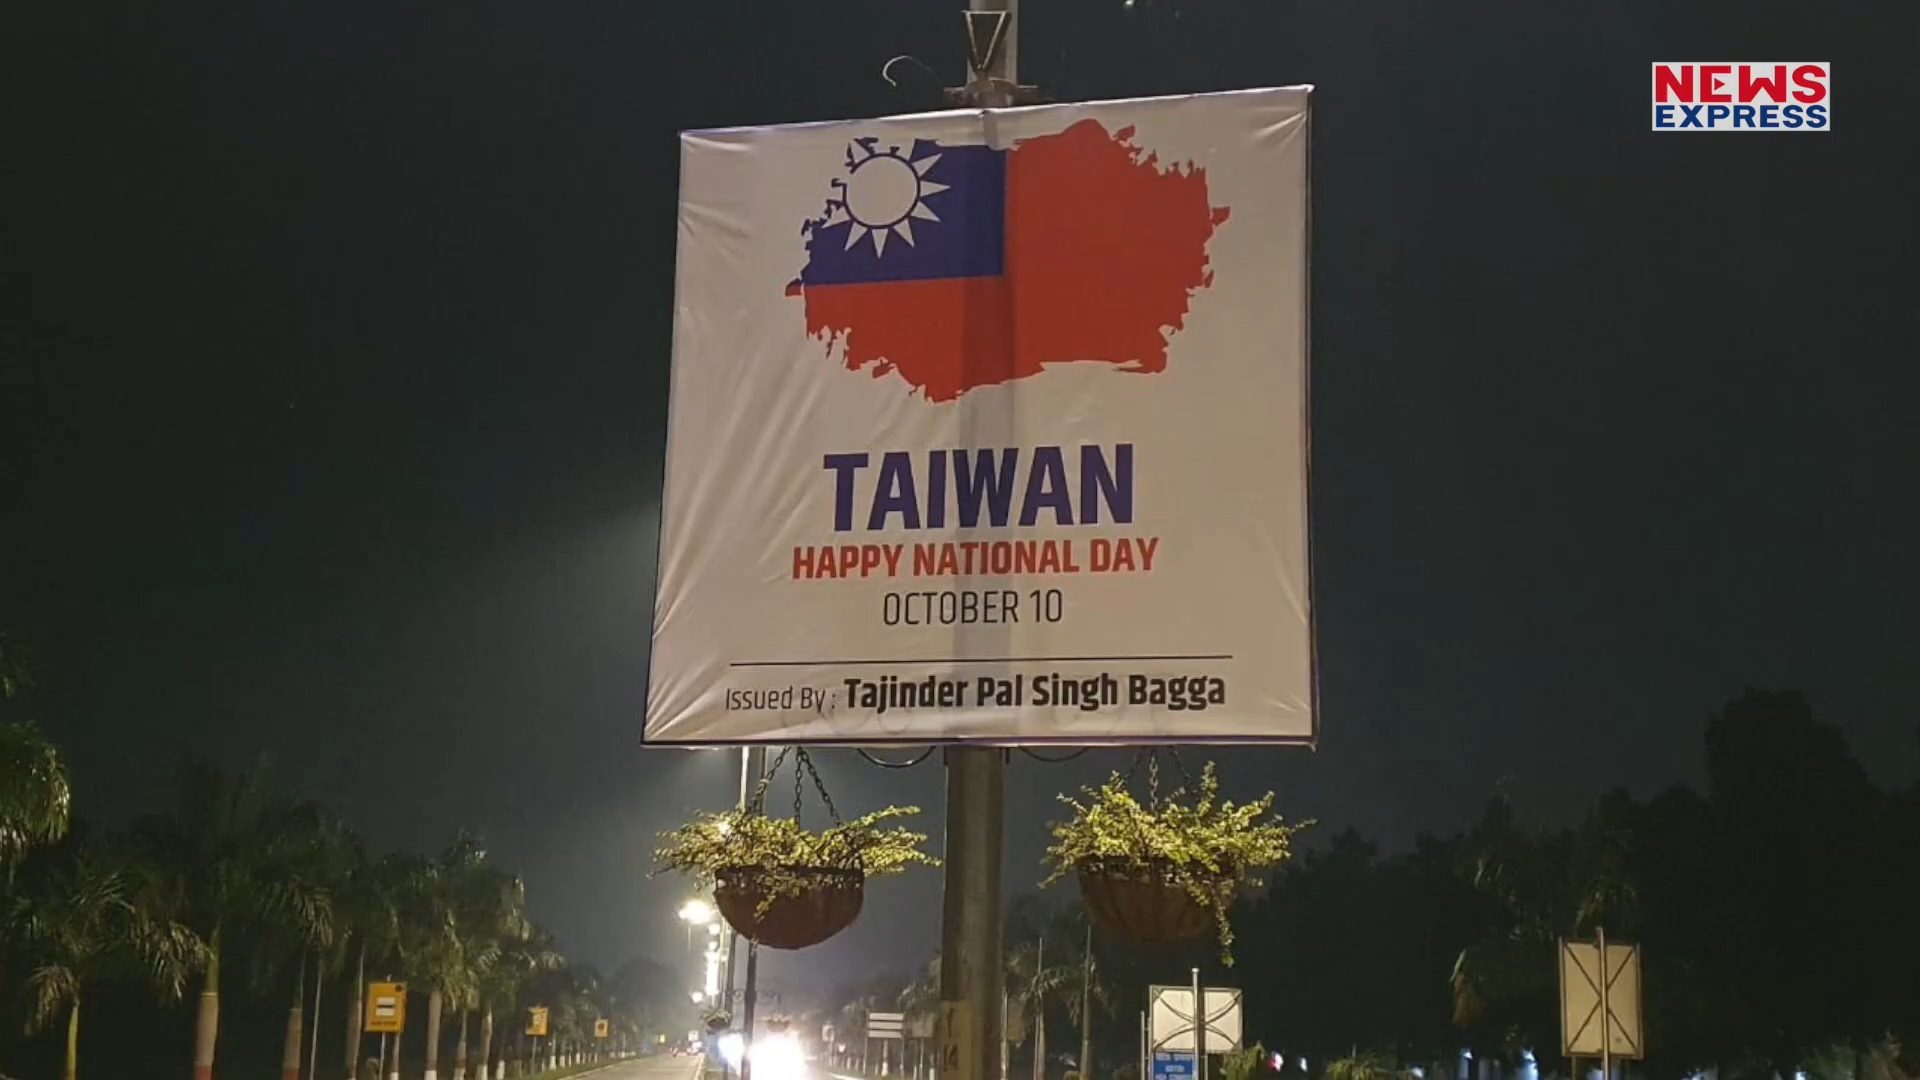 NEWS
EXPRESS
TAIWAN
HAPPY NATIONAL DAY
OCTOBER 10
Issued By : Tajinder Pal Singh Bagga